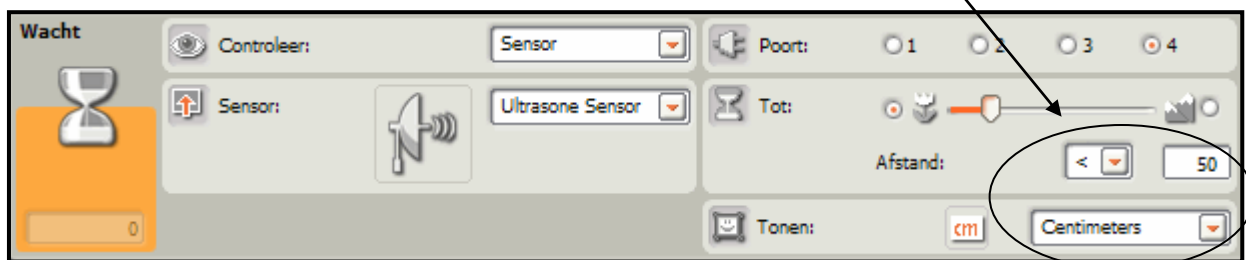 Wacht
Controleer: Sensor
Poort: 1 2 3 4
Sensor: Ultrasone Sensor
Tot:
Afstand: < 50
0
Tonen: cm Centimeters